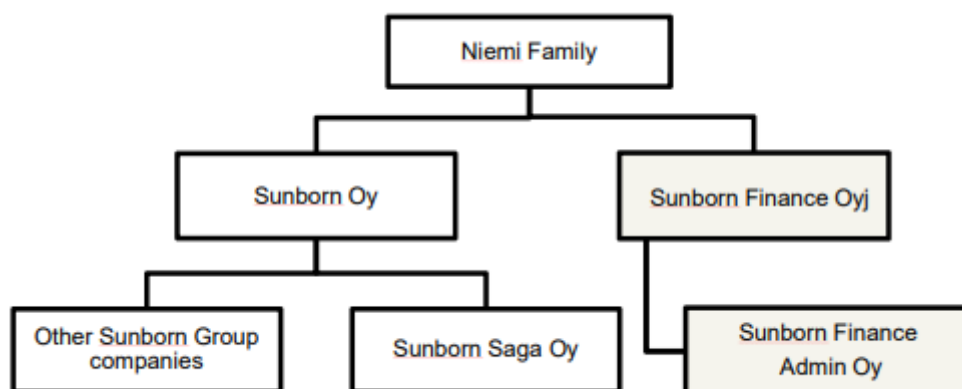 Niemi Family
Sunborn Oy
Sunborn Finance Oyj
Other Sunborn Group
companies
Sunborn Saga Oy
Sunborn Finance
Admin Oy